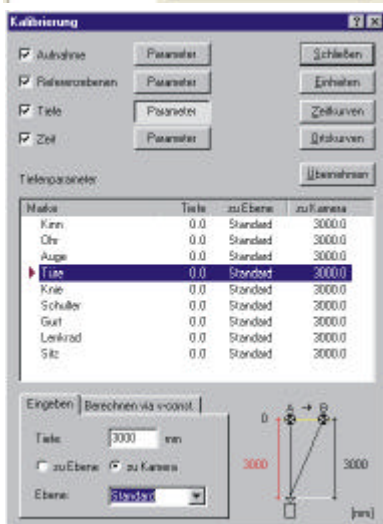 Kalibrierung
Aufnahme Parameter Schließen
Referenzebenen Parameter Einheiten
Tiefe Parameter Zeitkurven
Zeit Parameter Ortskurven
Tiefenparameter Übernehmen
Marke Tiefe zu Ebene zu Kamera
Kinn 0.0 Standard 3000.0
Ohr 0.0 Standard 3000.0
Auge 0.0 Standard 3000.0
Türe 0.0 Standard 3000.0
Knie 0.0 Standard 3000.0
Schulter 0.0 Standard 3000.0
Gurt 0.0 Standard 3000.0
Lenkrad 0.0 Standard 3000.0
Sitz 0.0 Standard 3000.0
Eingeben Berechnen via v-const.
A → B
0
Tiefe: 3000 mm
zu Ebene zu Kamera 3000 3000
Ebene: Standard
[mm]